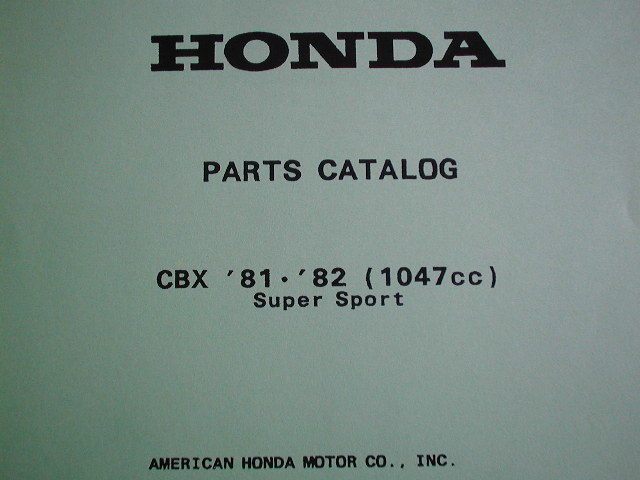 HONDA
PARTS CATALOG
CBX '81·'82 (1047cc)
Super Sport
AMERICAN HONDA MOTOR CO., INC.